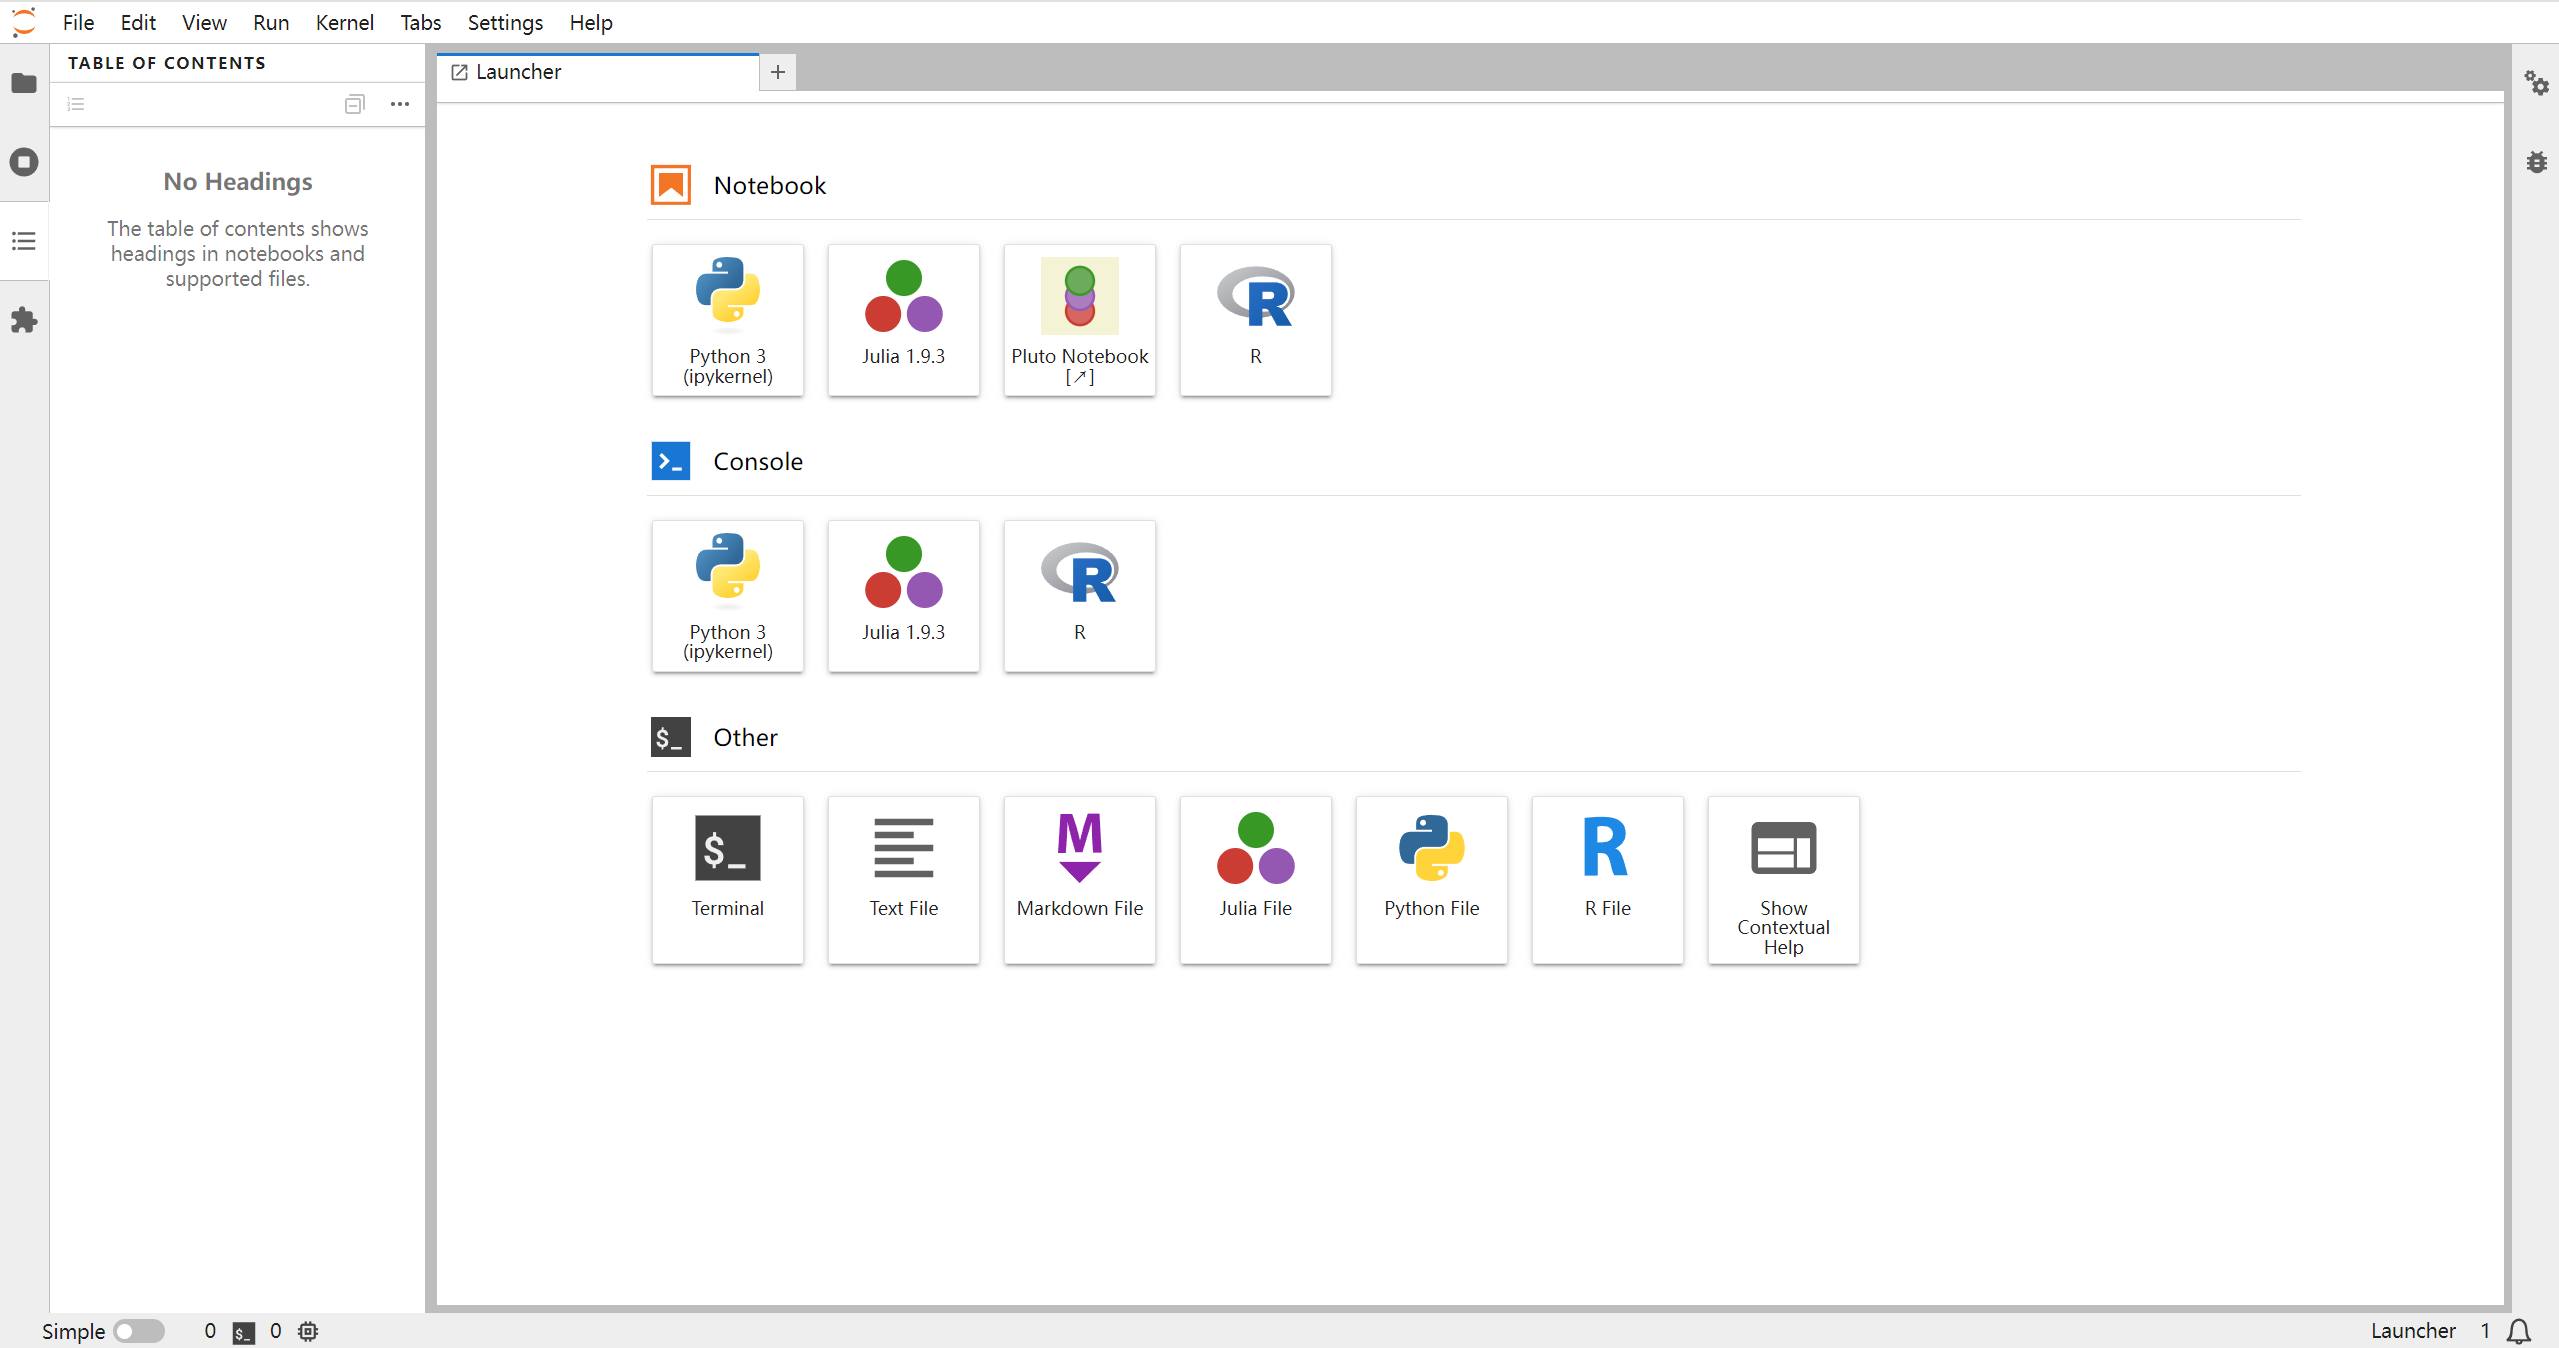 File Edit View Run Kernel Tabs Settings Help
TABLE OF CONTENTS
No Headings
The table of contents shows
headings in notebooks and
supported files.
Launcher
Notebook
Python 3
(ipykernel)
Julia 1.9.3
Pluto Notebook
[↗]
R
Console
Python 3
(ipykernel)
Julia 1.9.3
R
$_ Other
$_
Terminal
Text File
M
Markdown File
Julia File
Python File
R
R File
Show
Contextual
Help
Simple 0 $_ 0
Launcher 1